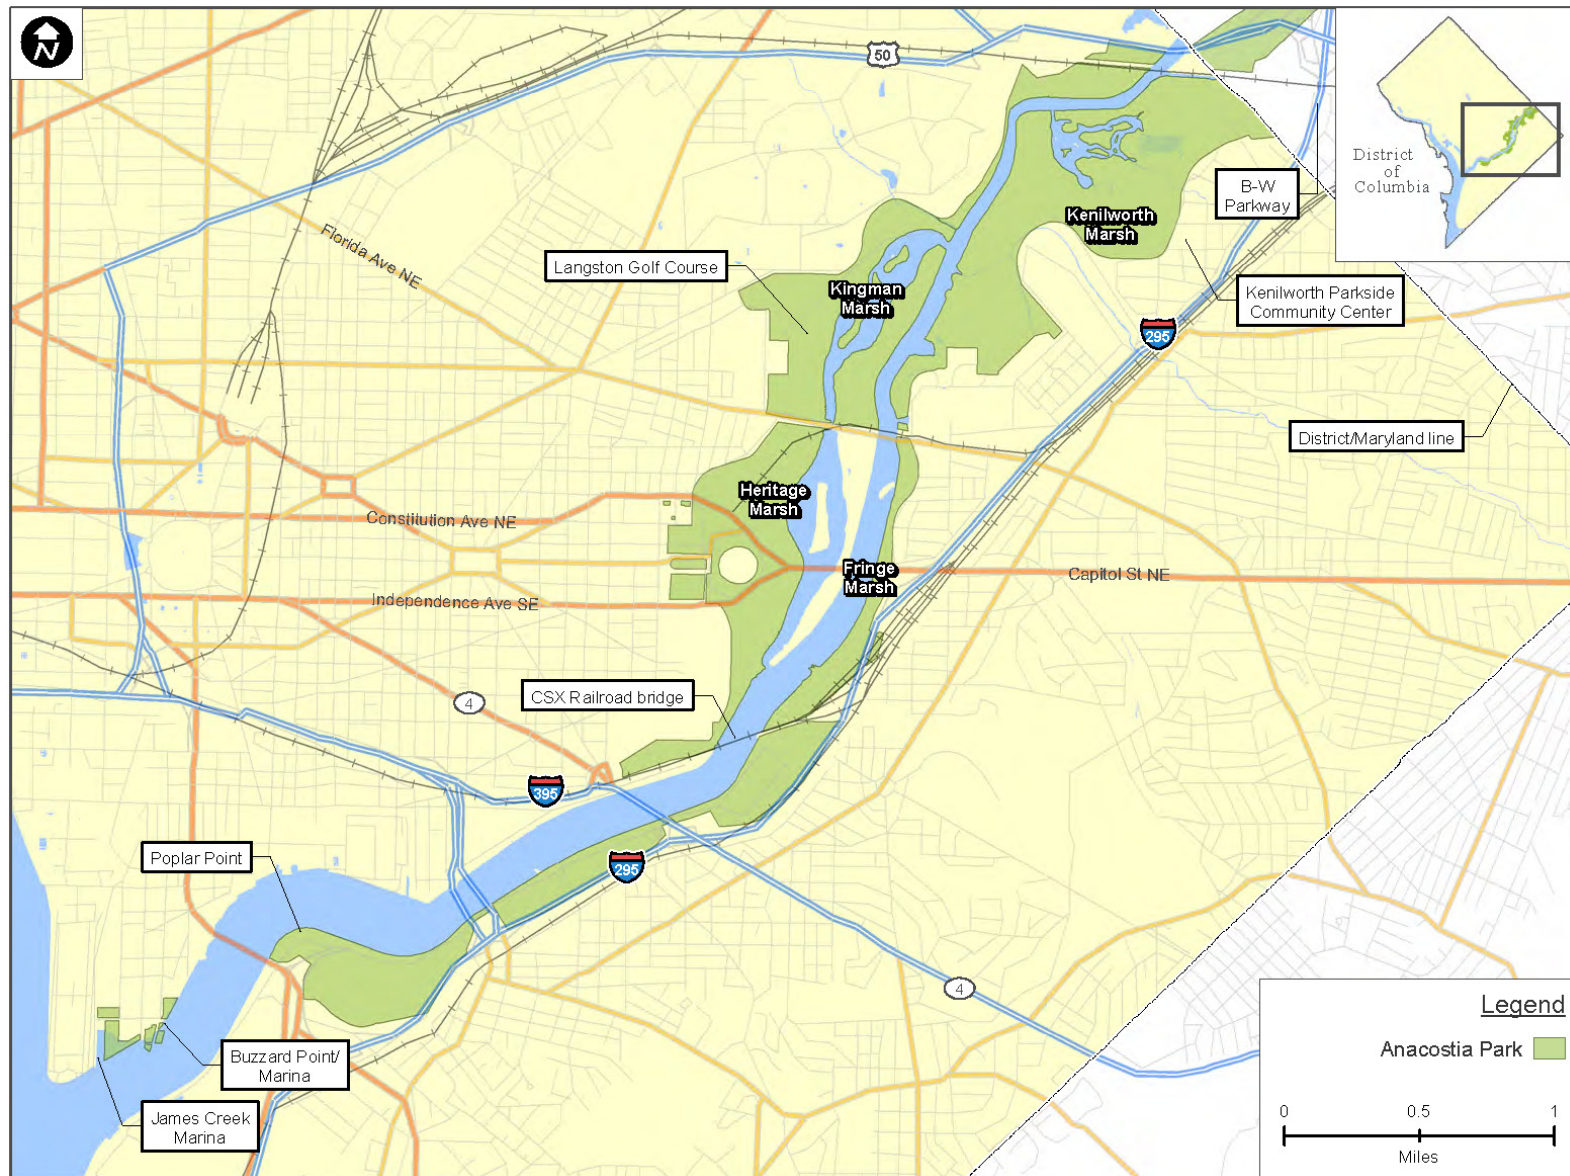 N
50
District
of
Columbia
B-W
Parkway
Kenilworth
Marsh
Florida Ave NE
Langston Golf Course
Kingman
Marsh
Kenilworth Parkside
Community Center
295
District/Maryland line
Heritage
Marsh
Constitution Ave NE
Fringe
Marsh
Capitol St NE
Independence Ave SE
CSX Railroad bridge
4
395
Poplar Point
295
4
Legend
Anacostia Park
Buzzard Point/
Marina
James Creek
Marina
0 0.5 1
Miles